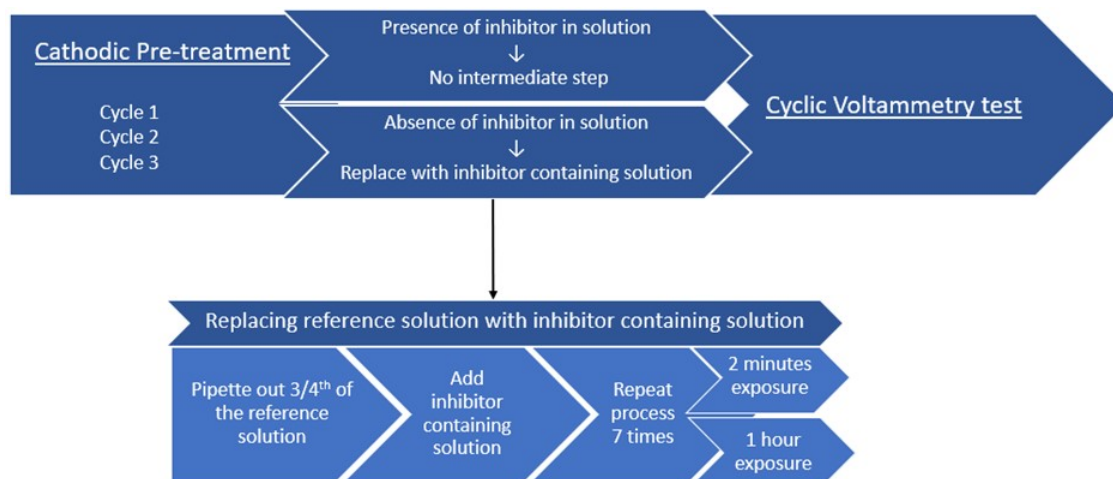 Cathodic Pre-treatment
Cycle 1
Cycle 2
Cycle 3
Presence of inhibitor in solution
↓
No intermediate step
Absence of inhibitor in solution
↓
Replace with inhibitor containing solution
Cyclic Voltammetry test
Replacing reference solution with inhibitor containing solution
Pipette out 3/4th of
the reference
solution
Add
inhibitor
containing
solution
Repeat
process
7 times
2 minutes
exposure
1 hour
exposure